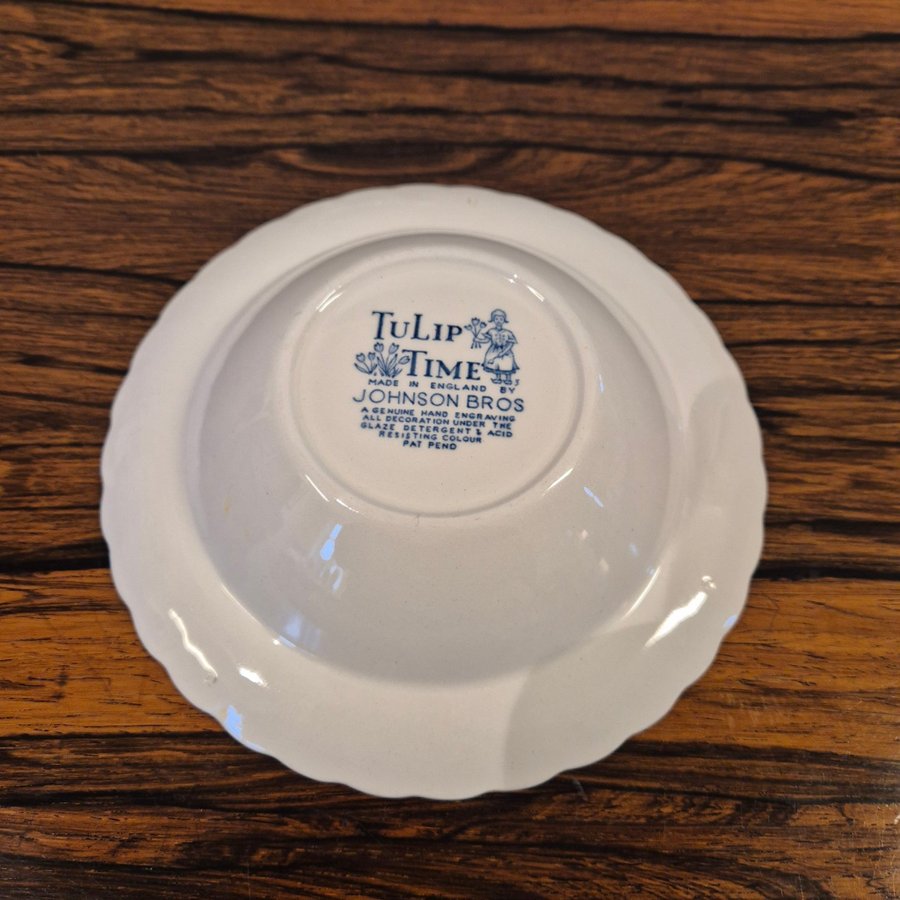 TULIP
TIME
MADE IN ENGLAND BY
JOHNSON BROS
A GENUINE HAND ENGRAVING
ALL DECORATION UNDER THE
GLAZE DETERGENT & ACID
RESISTING COLOUR
PAT PEND